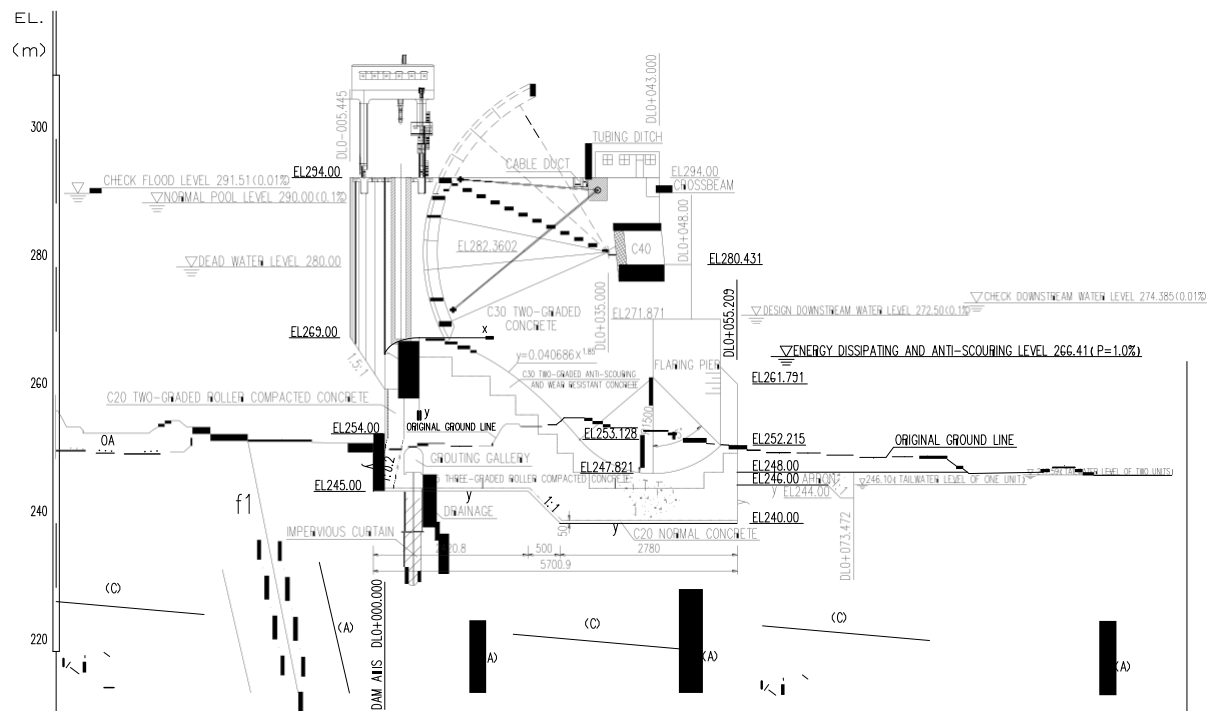 EL.
(m)
300
280
260
240
220
DL0-005.445
DL0+043.000
TUBING DITCH
CABLE DUCT
EL294.00
EL294.00
CROSSBEAM
CHECK FLOOD LEVEL 291.51(0.01%)
NORMAL POOL LEVEL 290.00(0.1%)
DL0+048.00
EL282.3602
C40
DEAD WATER LEVEL 280.00
EL280.431
DL0+035.000
DL0+055.209
CHECK DOWNSTREAM WATER LEVEL 274.385(0.01%)
C30 TWO-GRADED
CONCRETE
EL271.871
DESIGN DOWNSTREAM WATER LEVEL 272.50(0.1%)
EL269.00
x
1.5:1
y=0.040686x^1.85
FLARING PIER
ENERGY DISSIPATING AND ANTI-SCOURING LEVEL 266.41(P=1.0%)
C30 TWO-GRADED ANTI-SCOURING
AND WEAR RESISTANT CONCRETE
EL261.791
C20 TWO-GRADED ROLLER COMPACTED CONCRETE
y
1500
EL254.00
ORIGINAL GROUND LINE
EL253.128
EL252.215
ORIGINAL GROUND LINE
OA
1:0.2
GROUTING GALLERY
EL247.821
EL248.00
THREE-GRADED ROLLER COMPACTED CONCRETE
EL246.00
APRON
1:1
246.10(TAILWATER LEVEL OF ONE UNIT)
EL245.00
y
EL244.00
f1
DRAINAGE
1:1
EL240.00
IMPERVIOUS CURTAIN
50
y
C20 NORMAL CONCRETE
500
2780
5700.9
DL0+073.472
DAM AXIS DL0+000.000
(C)
(A)
(C)
(A)
(C)
(A)